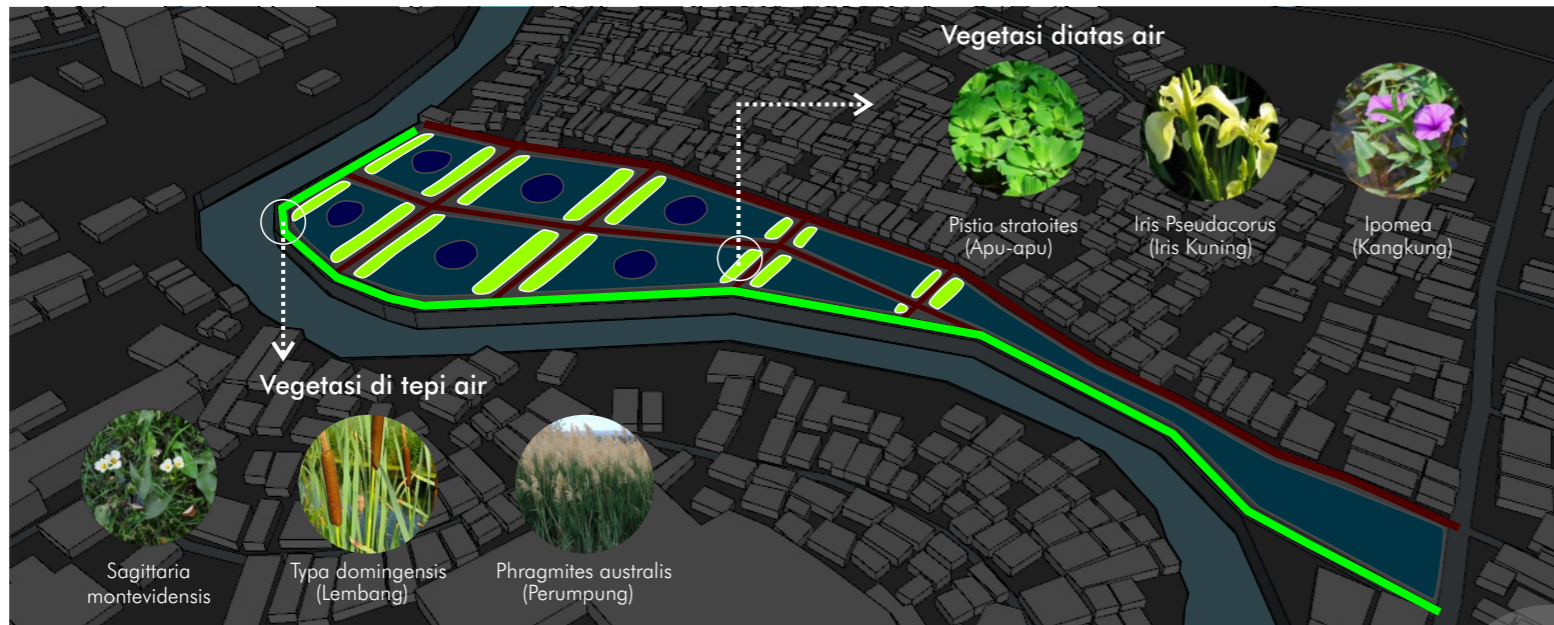 Vegetasi diatas air
Pistia stratoites
(Apu-apu)
Iris Pseudacorus
(Iris Kuning)
Ipomea
(Kangkung)
Vegetasi di tepi air
Sagittaria
montevidensis
Typa domingensis
(Lembang)
Phragmites australis
(Perumpung)